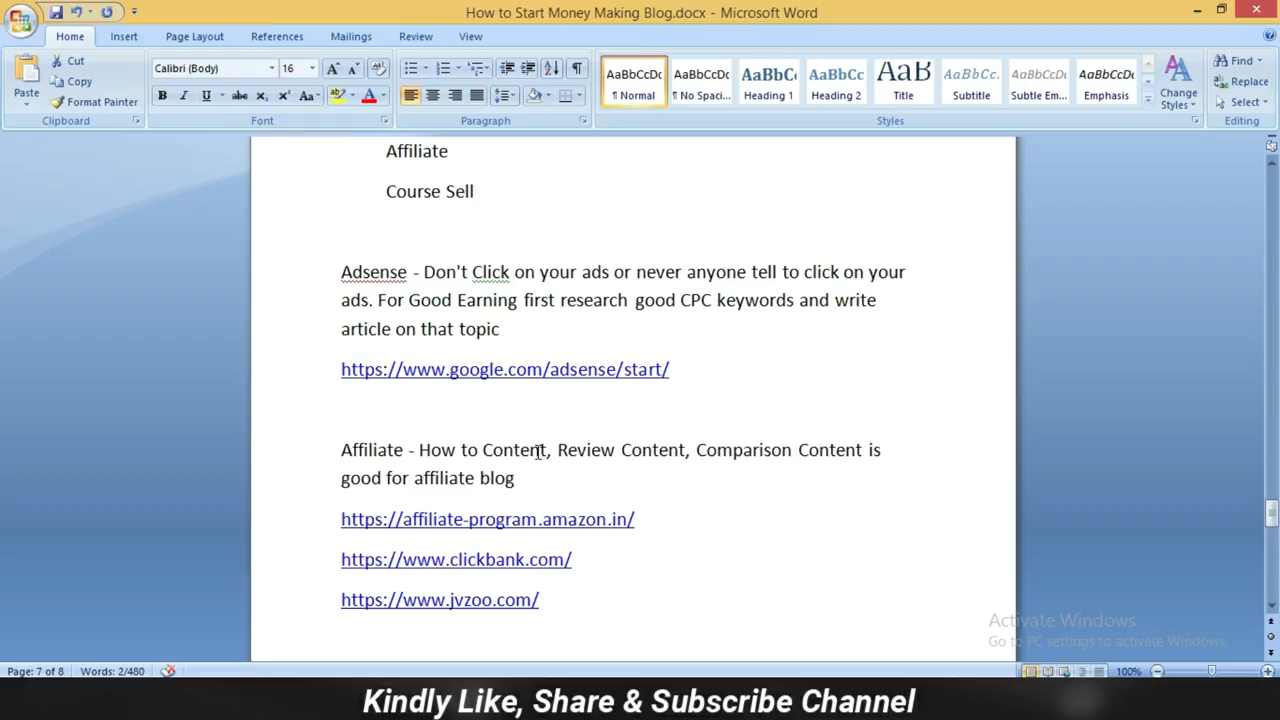 How to Start Money Making Blog.docx - Microsoft Word
Home Insert Page Layout References Mailings Review View
Paste
Cut
Copy
Format Painter
Clipboard
Calibri (Body) 16
B I U abc x₂ x² Aa
Font
Paragraph
AaBbCcDc AaBbCcDc AaBbC AaBbCc AaB AaBbCc. AaBbCcDc AaBbCcDc
¶ Normal ¶ No Spaci... Heading 1 Heading 2 Title Subtitle Subtle Em... Emphasis
Change Styles
Styles
Find
Replace
Select
Editing
Affiliate
Course Sell
Adsense - Don't Click on your ads or never anyone tell to click on your
ads. For Good Earning first research good CPC keywords and write
article on that topic
https://www.google.com/adsense/start/
Affiliate - How to Content, Review Content, Comparison Content is
good for affiliate blog
https://affiliate-program.amazon.in/
https://www.clickbank.com/
https://www.jvzoo.com/
Activate Windows
Go to PC settings to activate Windows.
Page: 7 of 8 Words: 2/480 100%
Kindly Like, Share & Subscribe Channel